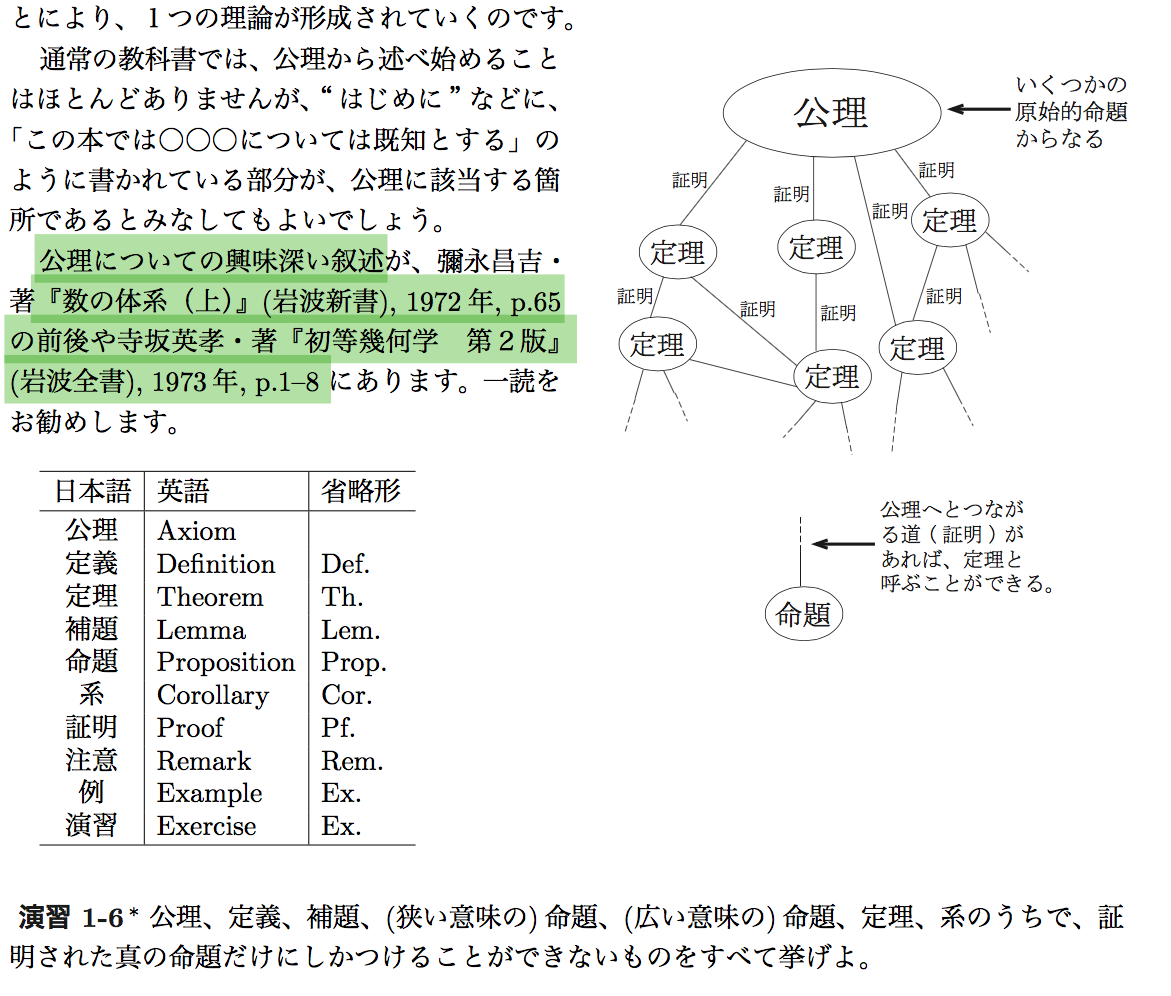 とにより、１つの理論が形成されていくのです。
通常の教科書では、公理から述べ始めること
はほとんどありませんが、“ はじめに ” などに、
「この本では〇〇〇については既知とする」の
ように書かれている部分が、公理に該当する箇
所であるとみなしてもよいでしょう。
公理についての興味深い叙述が、彌永昌吉・
著『数の体系（上）』(岩波新書), 1972 年, p.65
の前後や寺坂英孝・著『初等幾何学　第２版』
(岩波全書), 1973 年, p.1–8 にあります。一読を
お勧めします。
公理
いくつかの
原始的命題
からなる
証明
証明
証明
証明
定理
定理
定理
証明
証明
証明
証明
定理
定理
定理
公理へとつなが
る道（証明）が
あれば、定理と
呼ぶことができる。
命題
日本語 英語 省略形
公理 Axiom
定義 Definition Def.
定理 Theorem Th.
補題 Lemma Lem.
命題 Proposition Prop.
系 Corollary Cor.
証明 Proof Pf.
注意 Remark Rem.
例 Example Ex.
演習 Exercise Ex.
演習 1-6* 公理、定義、補題、(狭い意味の) 命題、(広い意味の) 命題、定理、系のうちで、証
明された真の命題だけにしかつけることができないものをすべて挙げよ。